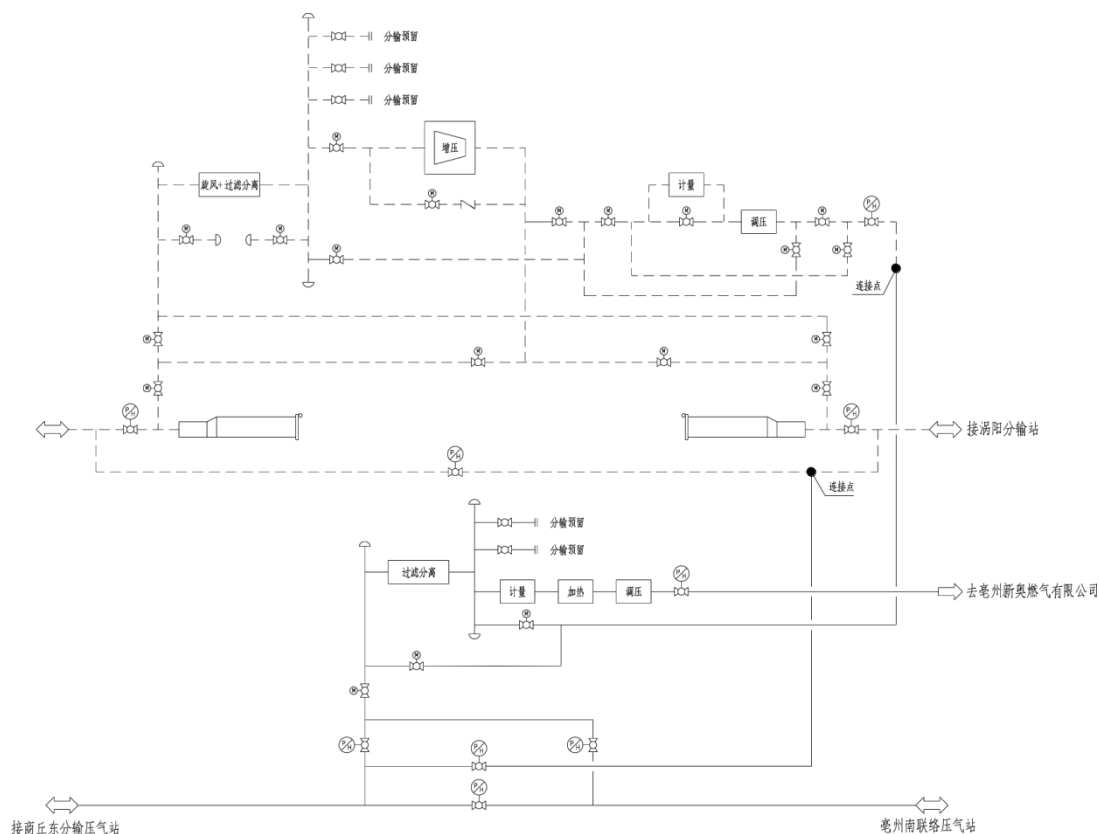 分输预留
分输预留
分输预留
M
增压
M
旋风+过滤分离
计量
M
M
M
M
M
P/H
M
M
调压
M
M
M
连接点
M
M
M
M
M
M
P/H
P/H
接涡阳分输站
P/H
连接点
分输预留
分输预留
过滤分离
P/H
计量
加热
调压
去亳州新奥燃气有限公司
M
M
M
P/H
P/H
P/H
P/H
接商丘东分输压气站
亳州南联络压气站